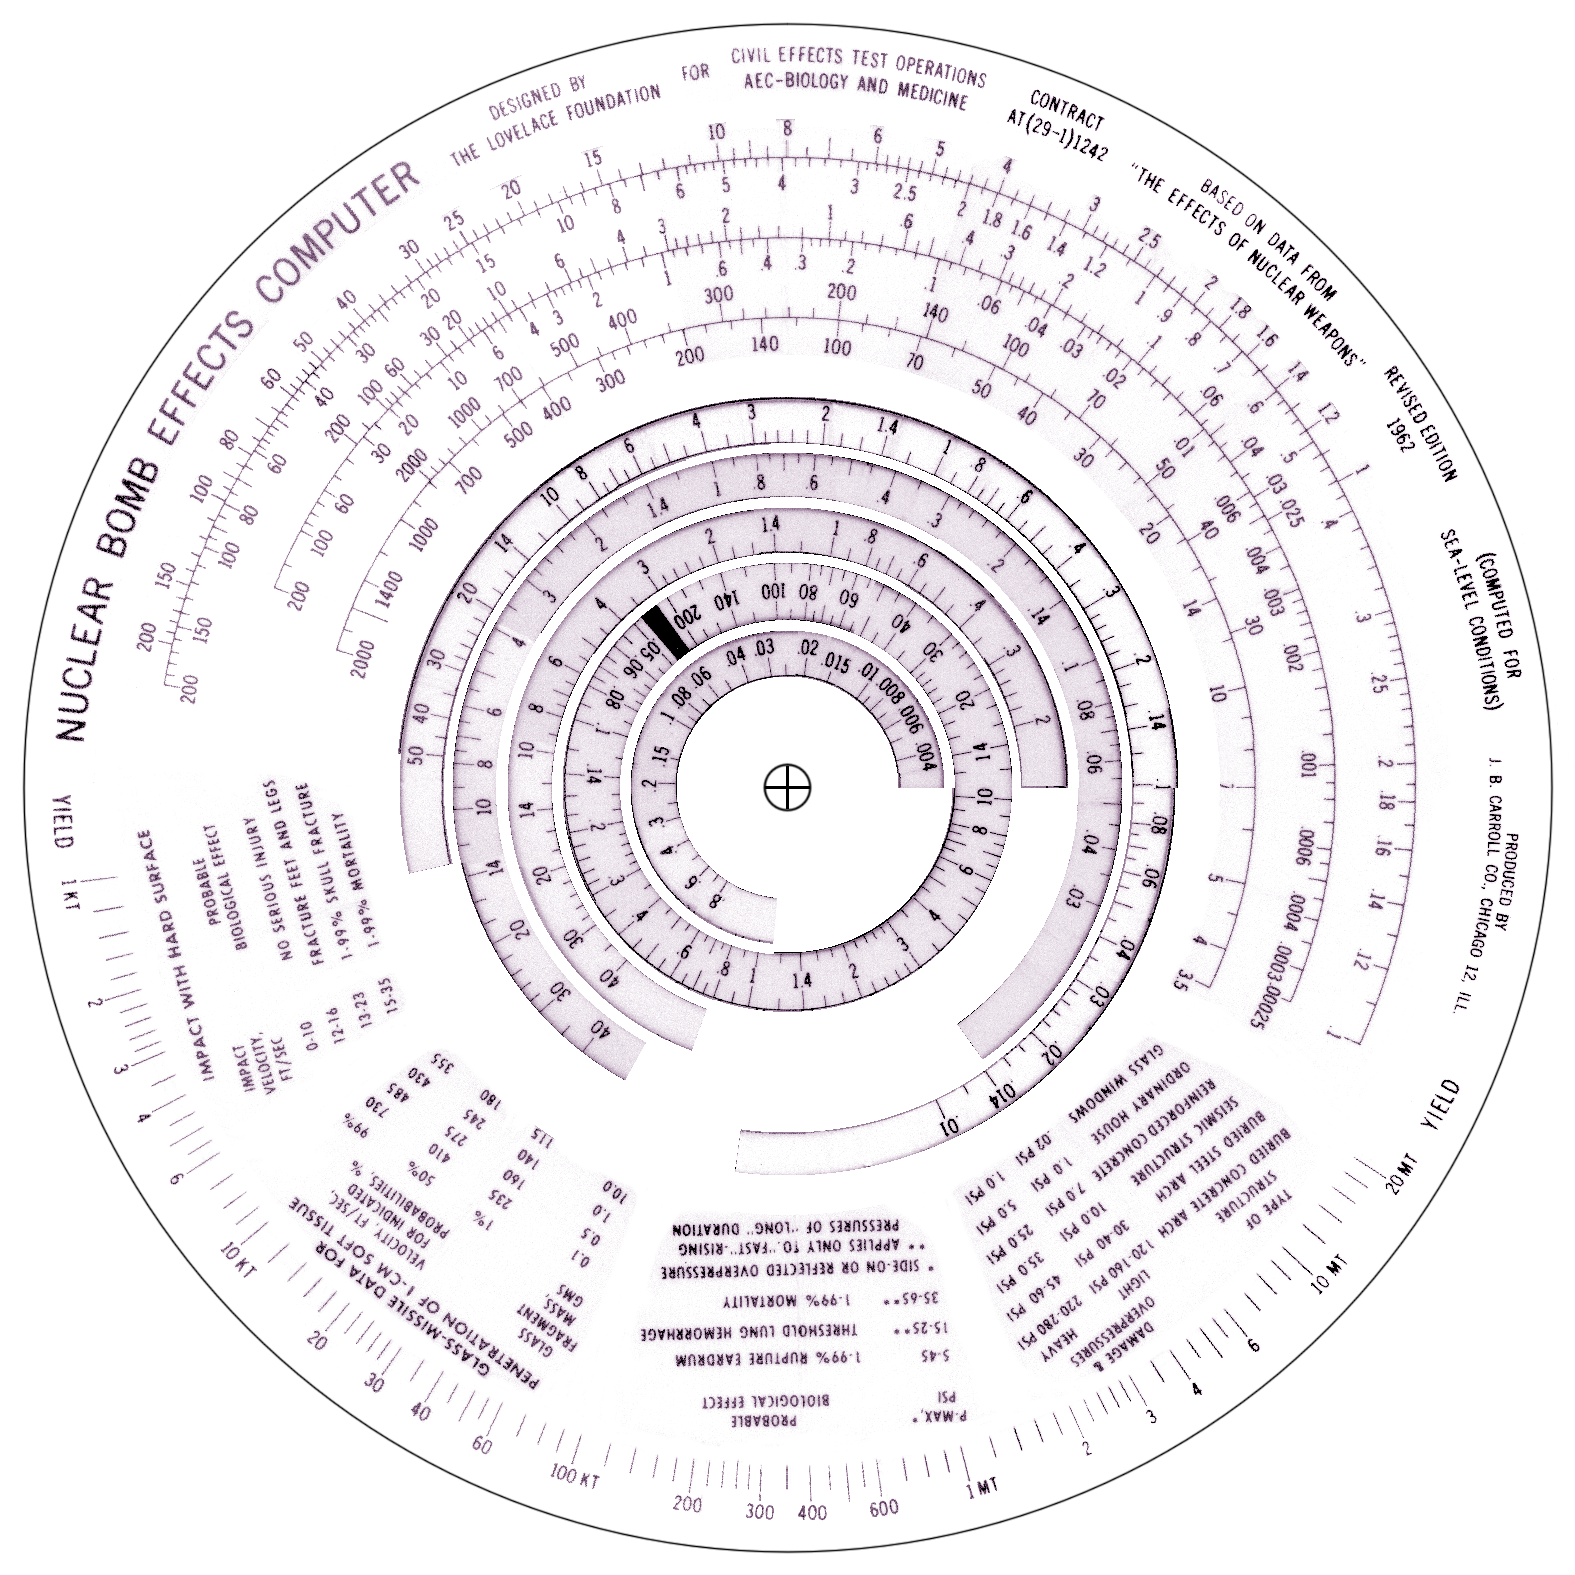 NUCLEAR BOMB EFFECTS COMPUTER
DESIGNED BY
THE LOVELACE FOUNDATION
FOR
CIVIL EFFECTS TEST OPERATIONS
AEC-BIOLOGY AND MEDICINE
CONTRACT
AT(29-1)1242
BASED ON DATA FROM
"THE EFFECTS OF NUCLEAR WEAPONS"
REVISED EDITION
1962
(COMPUTED FOR
SEA-LEVEL CONDITIONS)
PRODUCED BY
J. B. CARROLL CO., CHICAGO 12, ILL.
200 150 100 80 60 50 40 30 25 20 15 10 8 6 5 4 3 2.5 2 1.8 1.6 1.4 1.2 1
200 150 100 80 60 40 30 20 15 10 8 6 5 4 3 2.5 2 1.8 1.6 1.4 1.2 1 .9 .8 .7 .6 .5 .4 .3 .25 .2 .18 .16 .14 .12 .1
200 100 60 30 20 10 6 4 3 2 1 .6 .4 .3 .2 .1 .06 .04 .03 .025
200 100 60 30 20 10 6 4 3 2 1 .6 .4 .3 .2 .1 .06 .04 .03 .02 .01 .006 .004 .003 .002 .001 .0006 .0004 .0003 .00025
2000 1000 700 500 400 300 200 140 100 70 50 40 30
2000 1400 1000 700 500 400 300 200 140 100 70 50 40 30 20 14 10 7 5 4 3.5
50 40 30 20 14 10 8 6 4 3 2 1.4 1 .8 .6 .4 .3 .2 .14 .1 .08 .06 .04 .03 .02 .014 .01
40 30 20 14 10 8 6 4 3 2 1.4 1 .8 .6 .4 .3 .2 .14 .1 .08 .06 .04 .03
40 30 20 14 10 8 6 4 3 2 1.4 1 .8 .6 .4 .3 .2
200 140 100 80 60 40 30 20 14 10 8 6 4 3 2 1.4 1 .8 .6 .4 .3 .2 .14 .1 .08 .06 .05
.8 .6 .4 .3 .2 .15 .1 .08 .06 .04 .03 .02 .015 .01 .008 .006 .004
YIELD
1 KT 2 3 4 6 10 KT 20 30 40 60 100 KT 200 300 400 600 1 MT 2 3 4 6 10 MT 20 MT
YIELD
IMPACT WITH HARD SURFACE
IMPACT
VELOCITY,
FT/SEC
PROBABLE
BIOLOGICAL EFFECT
0-10 NO SERIOUS INJURY
12-16 FRACTURE FEET AND LEGS
13-23 1-99% SKULL FRACTURE
15-35 1-99% MORTALITY
GLASS-MISSILE DATA FOR
PENETRATION OF 1-CM SOFT TISSUE
GLASS
FRAGMENT
MASS,
GMS
VELOCITY, FT/SEC,
FOR INDICATED
PROBABILITIES, %
1% 50% 99%
0.1 235 410 730
0.5 160 275 485
1.0 140 245 430
10.0 115 180 355
P-MAX,*
PSI
PROBABLE
BIOLOGICAL EFFECT
5-45 1-99% RUPTURE EARDRUM
15-25** THRESHOLD LUNG HEMORRHAGE
35-65** 1-99% MORTALITY
* SIDE-ON OR REFLECTED OVERPRESSURE
** APPLIES ONLY TO "FAST"-RISING
PRESSURES OF "LONG" DURATION
DAMAGE &
OVERPRESSURES
HEAVY LIGHT
TYPE OF
STRUCTURE
220-280 PSI 120-160 PSI BURIED CONCRETE ARCH
45-60 PSI 30-40 PSI BURIED STEEL ARCH
35.0 PSI 10.0 PSI SEISMIC STRUCTURE
25.0 PSI 7.0 PSI REINFORCED CONCRETE
5.0 PSI 1.0 PSI ORDINARY HOUSE
1.0 PSI .02 PSI GLASS WINDOWS